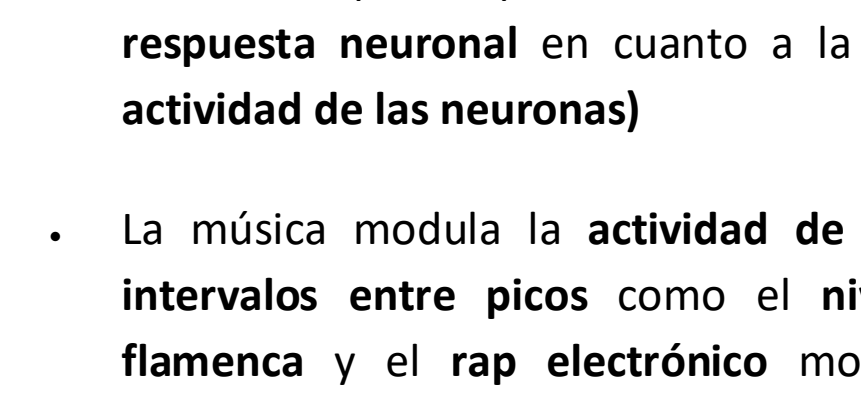 respuesta neuronal en cuanto a la
actividad de las neuronas)
• La música modula la actividad de
intervalos entre picos como el
flamenca y el rap electrónico